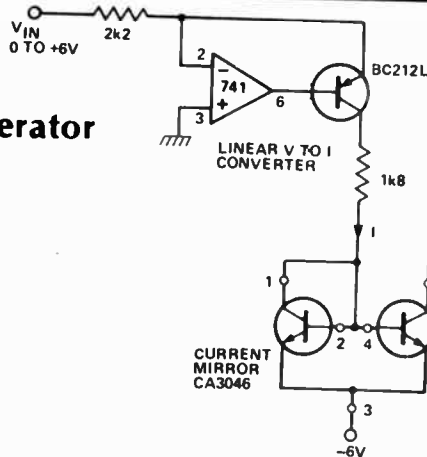 V IN
0 TO +6V
2k2
2
741
3
6
BC212L
erator
LINEAR V TO I
CONVERTER
1k8
I
1
2
4
CURRENT
MIRROR
CA3046
3
-6V